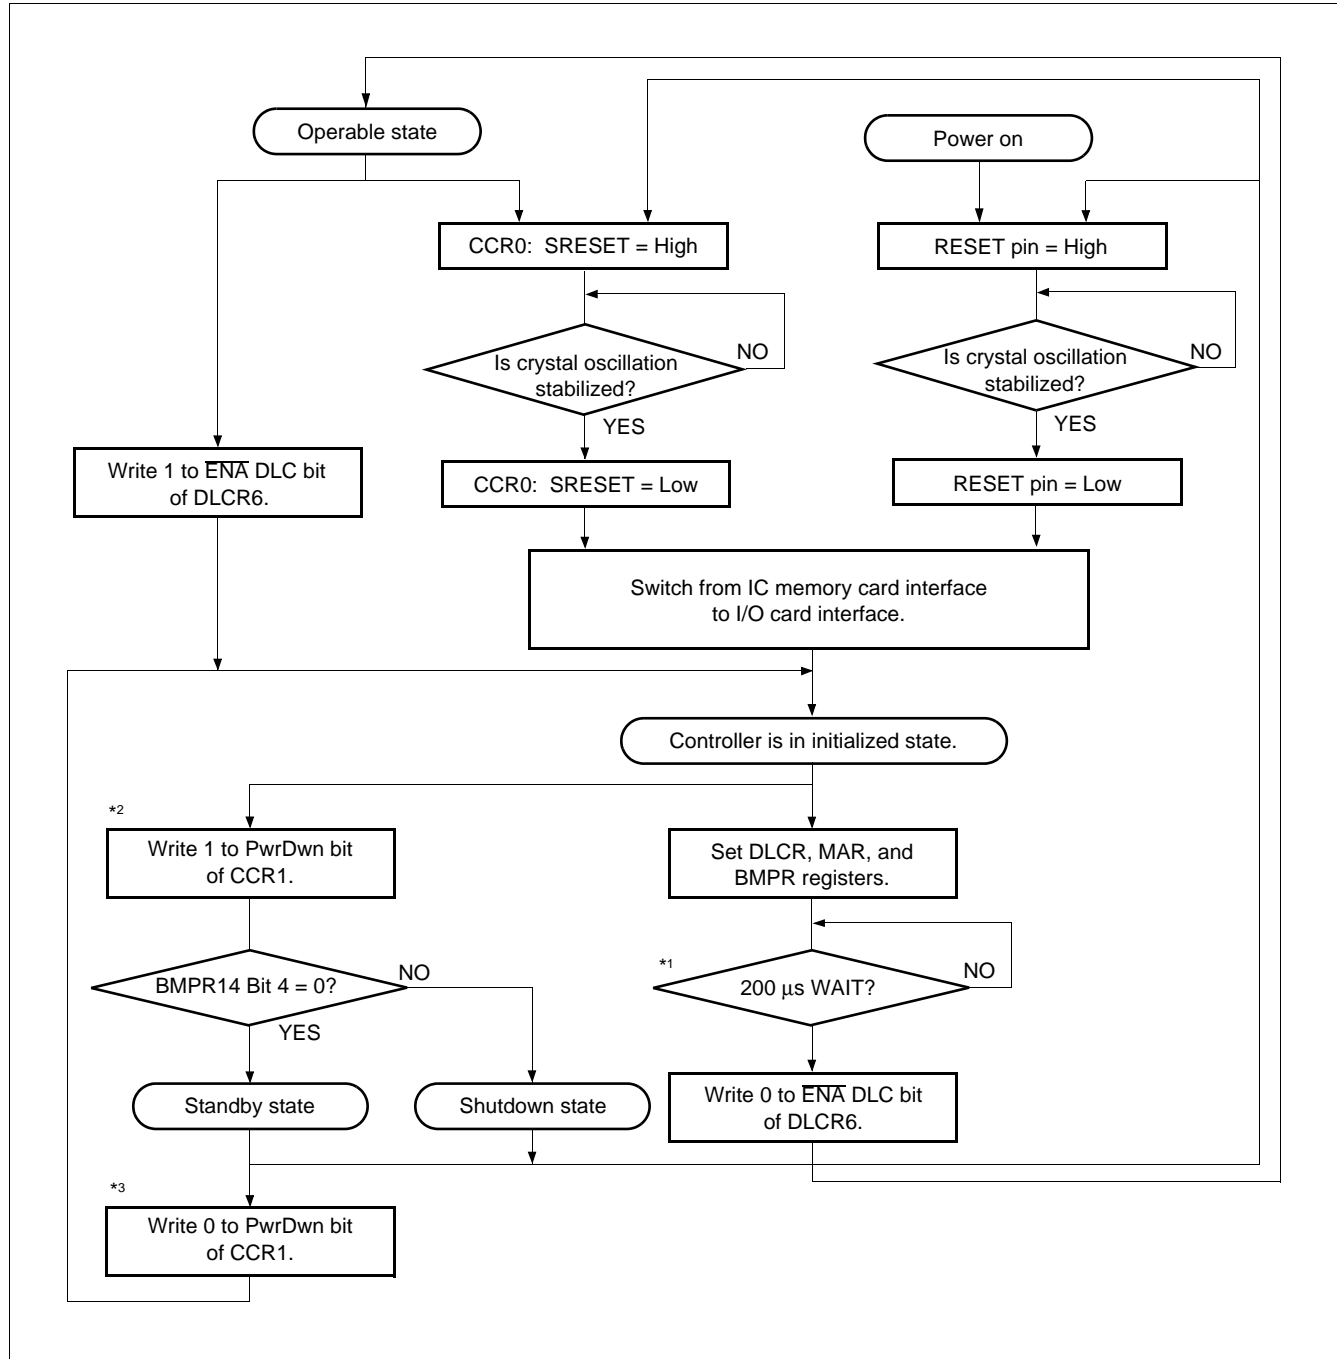 Operable state
Power on
CCR0: SRESET = High
RESET pin = High
Is crystal oscillation
stabilized?
NO
Is crystal oscillation
stabilized?
NO
YES
YES
Write 1 to E̅N̅A̅ DLC bit
of DLCR6.
CCR0: SRESET = Low
RESET pin = Low
Switch from IC memory card interface
to I/O card interface.
Controller is in initialized state.
*2
Write 1 to PwrDwn bit
of CCR1.
Set DLCR, MAR, and
BMPR registers.
BMPR14 Bit 4 = 0?
NO
YES
*1
200 µs WAIT?
NO
Standby state
Shutdown state
Write 0 to E̅N̅A̅ DLC bit
of DLCR6.
*3
Write 0 to PwrDwn bit
of CCR1.